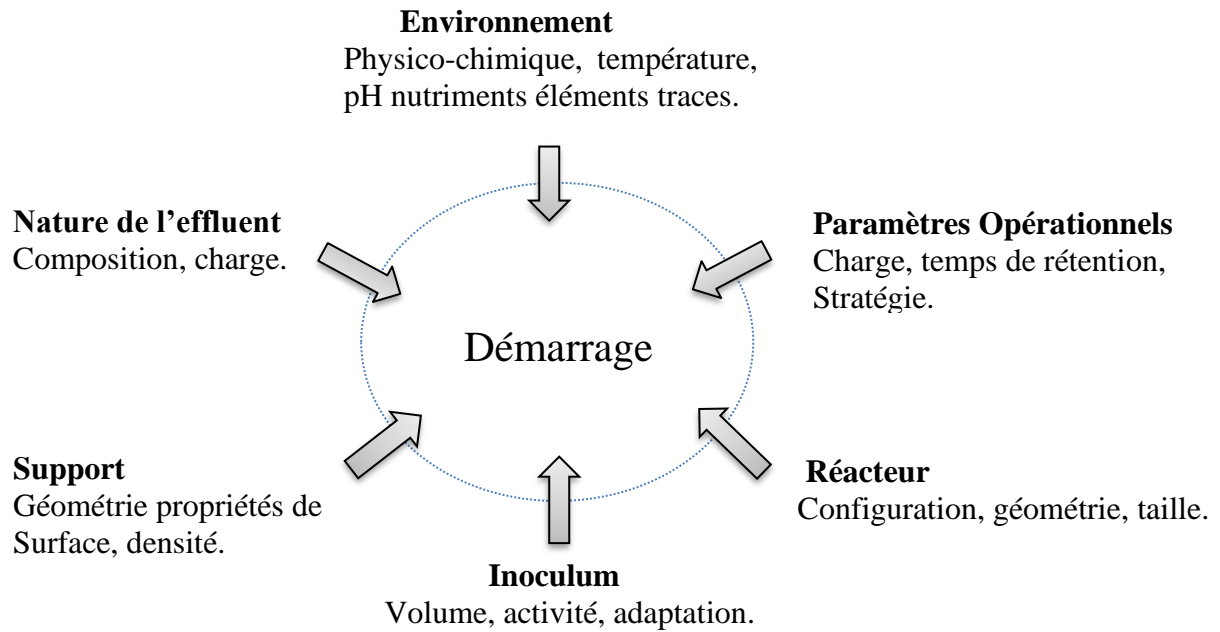 Environnement
Physico-chimique, température,
pH nutriments éléments traces.
Nature de l’effluent
Composition, charge.
Paramètres Opérationnels
Charge, temps de rétention,
Stratégie.
Démarrage
Support
Géométrie propriétés de
Surface, densité.
Réacteur
Configuration, géométrie, taille.
Inoculum
Volume, activité, adaptation.